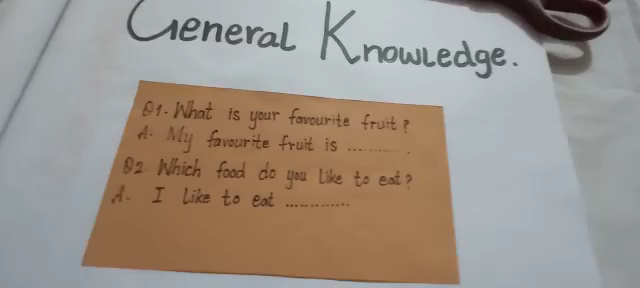 General Knowledge.
Q1. What is your favourite fruit?
A. My favourite fruit is ...........
Q2. Which food do you like to eat?
A. I like to eat ............